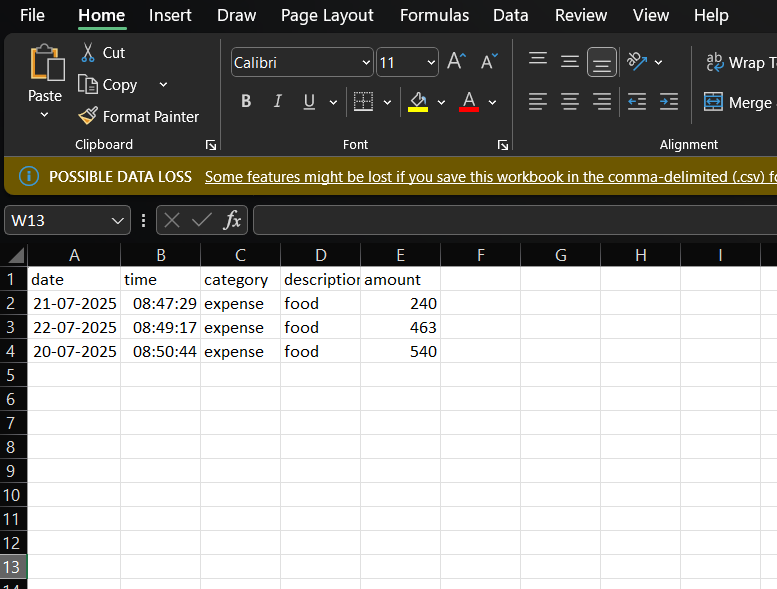 File Home Insert Draw Page Layout Formulas Data Review View Help
Cut
Copy
Format Painter
Paste
Clipboard
Calibri 11 A A
B I U A
Font
ab Wrap T
Merge
Alignment
POSSIBLE DATA LOSS Some features might be lost if you save this workbook in the comma-delimited (.csv) fo
W13 fx
A B C D E F G H I
1 date time category description amount
2 21-07-2025 08:47:29 expense food 240
3 22-07-2025 08:49:17 expense food 463
4 20-07-2025 08:50:44 expense food 540
5
6
7
8
9
10
11
12
13
14